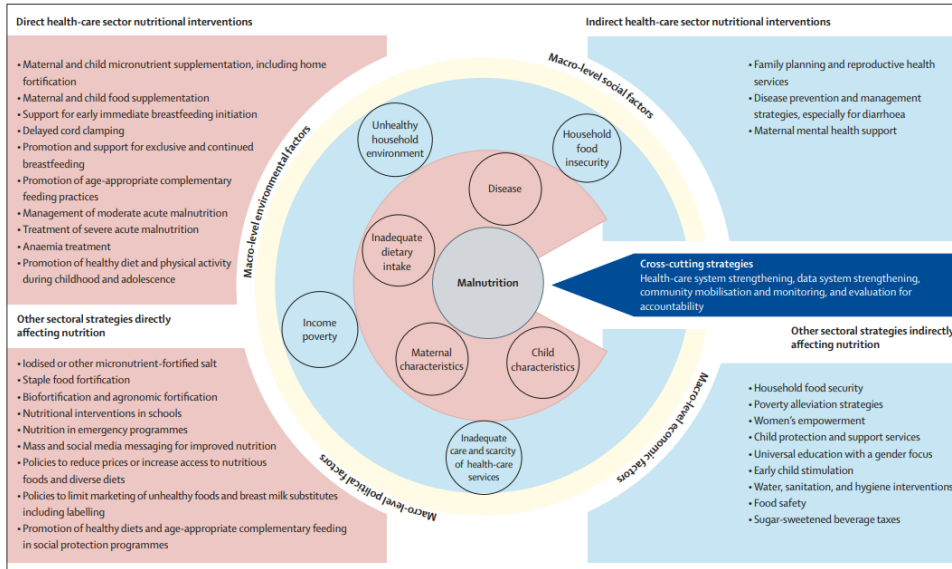 Direct health-care sector nutritional interventions
• Maternal and child micronutrient supplementation, including home
fortification
• Maternal and child food supplementation
• Support for early immediate breastfeeding initiation
• Delayed cord clamping
• Promotion and support for exclusive and continued
breastfeeding
• Promotion of age-appropriate complementary
feeding practices
• Management of moderate acute malnutrition
• Treatment of severe acute malnutrition
• Anaemia treatment
• Promotion of healthy diet and physical activity
during childhood and adolescence
Other sectoral strategies directly
affecting nutrition
• Iodised or other micronutrient-fortified salt
• Staple food fortification
• Biofortification and agronomic fortification
• Nutritional interventions in schools
• Nutrition in emergency programmes
• Mass and social media messaging for improved nutrition
• Policies to reduce prices or increase access to nutritious
foods and diverse diets
• Policies to limit marketing of unhealthy foods and breast milk substitutes
including labelling
• Promotion of healthy diets and age-appropriate complementary feeding
in social protection programmes
Macro-level environmental factors
Macro-level social factors
Macro-level political factors
Macro-level economic factors
Unhealthy
household
environment
Household
food
insecurity
Disease
Inadequate
dietary
intake
Malnutrition
Income
poverty
Maternal
characteristics
Child
characteristics
Inadequate
care and scarcity
of health-care
services
Indirect health-care sector nutritional interventions
• Family planning and reproductive health
services
• Disease prevention and management
strategies, especially for diarrhoea
• Maternal mental health support
Cross-cutting strategies
Health-care system strengthening, data system strengthening,
community mobilisation and monitoring, and evaluation for
accountability
Other sectoral strategies indirectly
affecting nutrition
• Household food security
• Poverty alleviation strategies
• Women's empowerment
• Child protection and support services
• Universal education with a gender focus
• Early child stimulation
• Water, sanitation, and hygiene interventions
• Food safety
• Sugar-sweetened beverage taxes